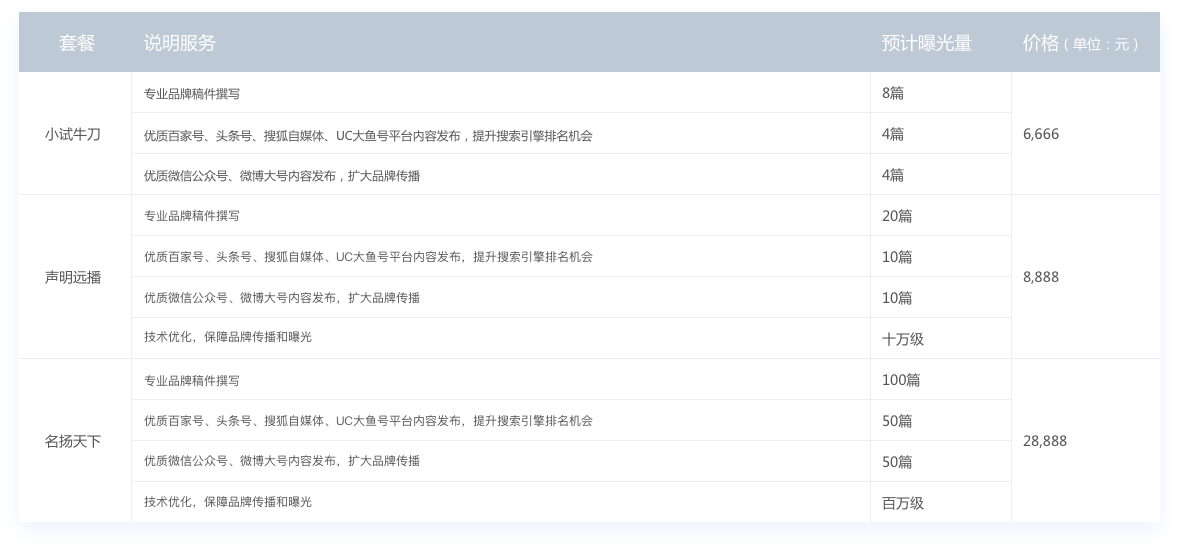 套餐 说明服务 预计曝光量 价格（单位：元）
专业品牌稿件撰写 8篇
小试牛刀 优质百家号、头条号、搜狐自媒体、UC大鱼号平台内容发布，提升搜索引擎排名机会 4篇 6,666
优质微信公众号、微博大号内容发布，扩大品牌传播 4篇
专业品牌稿件撰写 20篇
优质百家号、头条号、搜狐自媒体、UC大鱼号平台内容发布，提升搜索引擎排名机会 10篇
声明远播 8,888
优质微信公众号、微博大号内容发布，扩大品牌传播 10篇
技术优化，保障品牌传播和曝光 十万级
专业品牌稿件撰写 100篇
优质百家号、头条号、搜狐自媒体、UC大鱼号平台内容发布，提升搜索引擎排名机会 50篇
名扬天下 28,888
优质微信公众号、微博大号内容发布，扩大品牌传播 50篇
技术优化，保障品牌传播和曝光 百万级